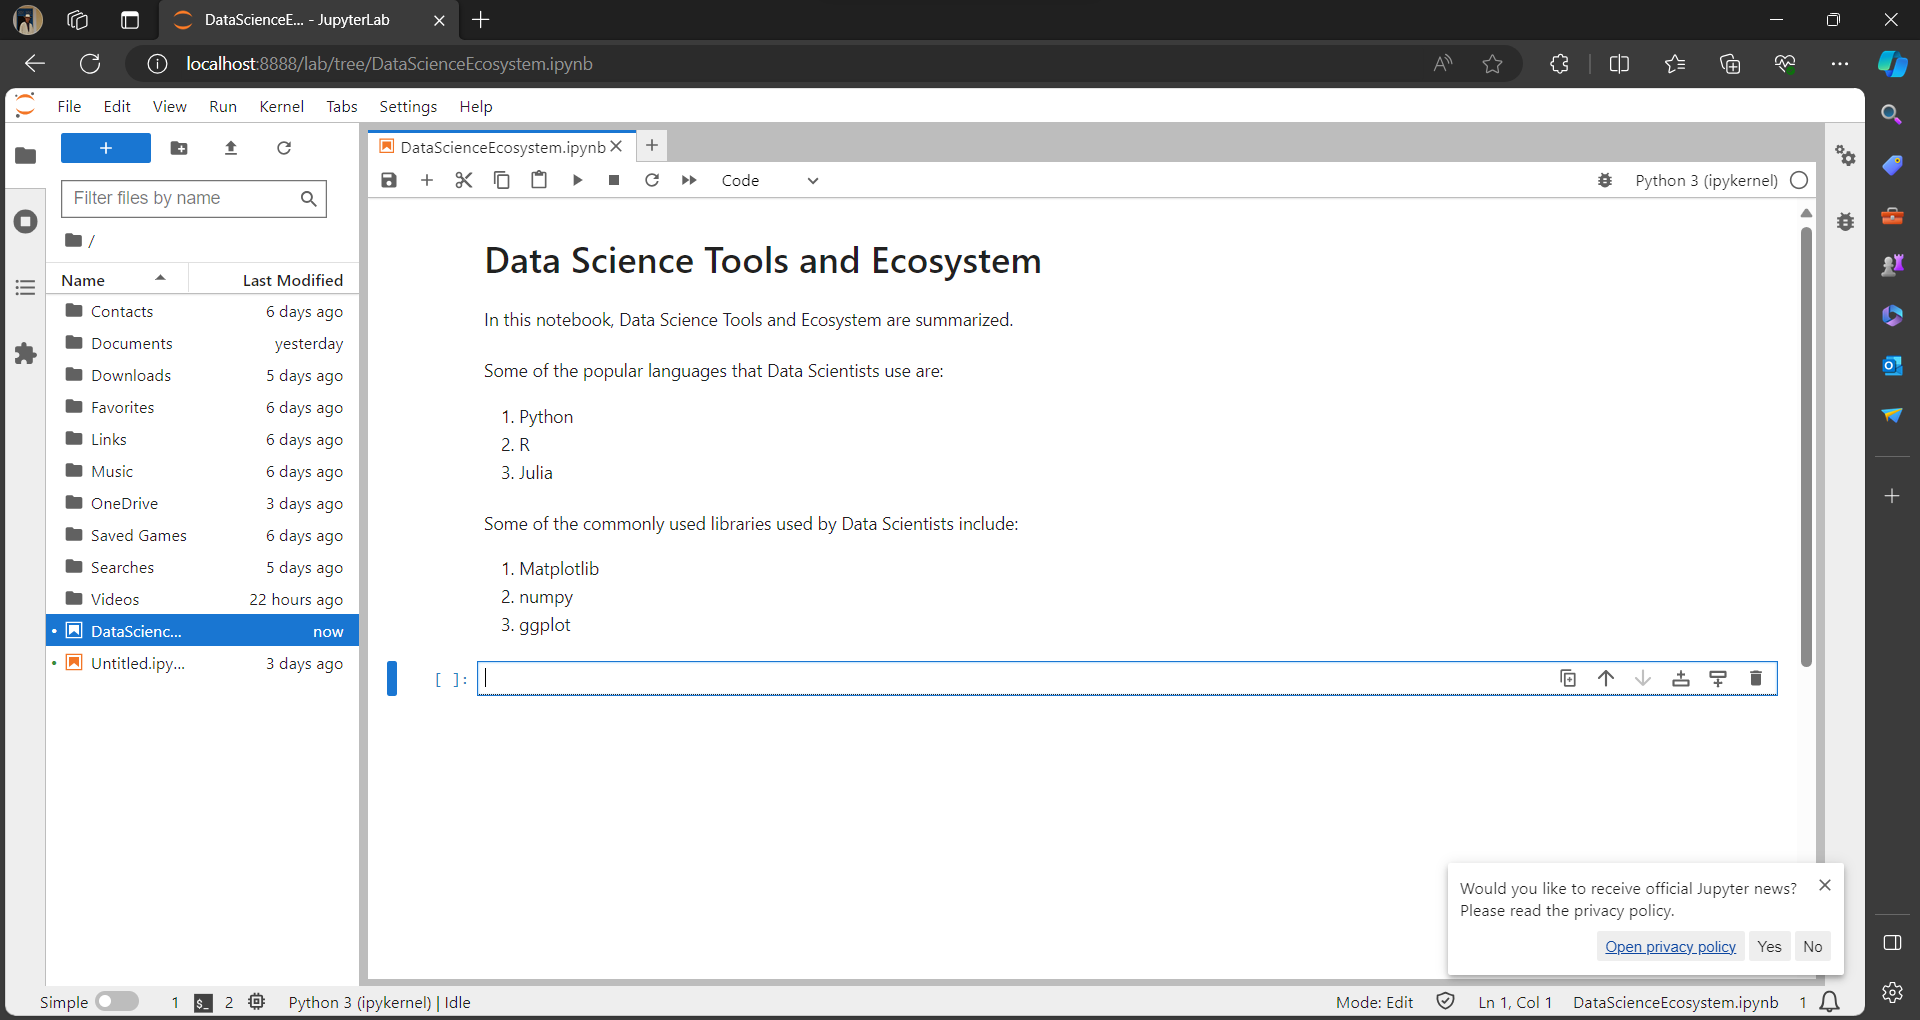 DataScienceE... - JupyterLab
localhost:8888/lab/tree/DataScienceEcosystem.ipynb
File Edit View Run Kernel Tabs Settings Help
DataScienceEcosystem.ipynb
Filter files by name
Code
Python 3 (ipykernel)
/
Name Last Modified
Contacts 6 days ago
Documents yesterday
Downloads 5 days ago
Favorites 6 days ago
Links 6 days ago
Music 6 days ago
OneDrive 3 days ago
Saved Games 6 days ago
Searches 5 days ago
Videos 22 hours ago
DataScienc... now
Untitled.ipy... 3 days ago
Data Science Tools and Ecosystem
In this notebook, Data Science Tools and Ecosystem are summarized.
Some of the popular languages that Data Scientists use are:
1. Python
2. R
3. Julia
Some of the commonly used libraries used by Data Scientists include:
1. Matplotlib
2. numpy
3. ggplot
[ ]:
Would you like to receive official Jupyter news?
Please read the privacy policy.
Open privacy policy Yes No
Simple 1 $_ 2 Python 3 (ipykernel) | Idle Mode: Edit Ln 1, Col 1 DataScienceEcosystem.ipynb 1